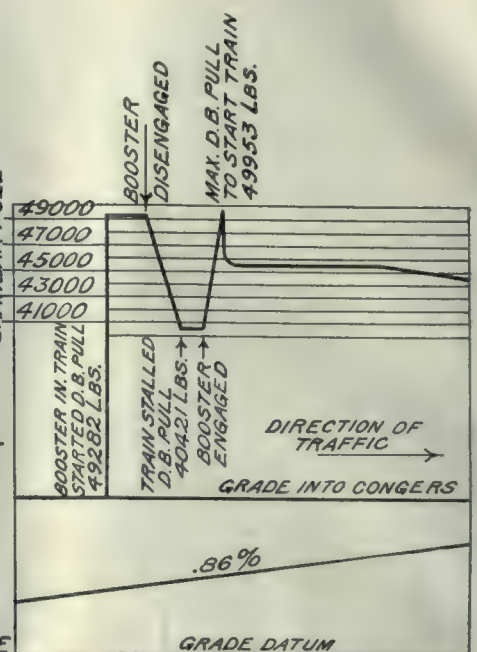 BOOSTER
DISENGAGED
MAX. D.B. PULL
TO START TRAIN
49953 LBS.
49000
47000
45000
43000
41000
BOOSTER IN. TRAIN
STARTED D.B. PULL
49282 LBS.
TRAIN STALLED
D.B. PULL
40421 LBS.
BOOSTER
ENGAGED
DIRECTION OF
TRAFFIC
GRADE INTO CONGERS
.86%
GRADE DATUM